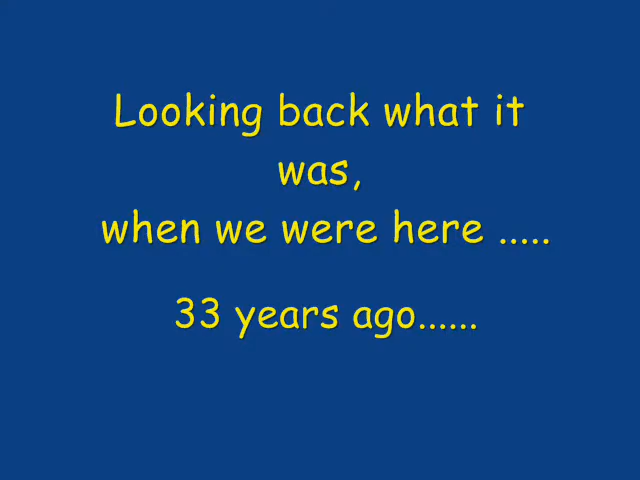 Looking back what it
was,
when we were here .....
33 years ago......